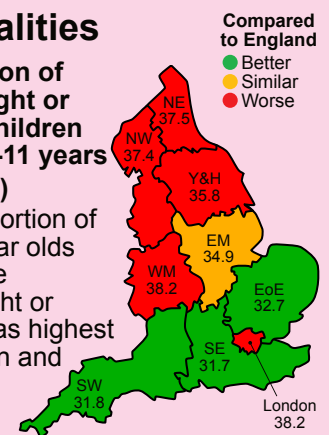 alities
on of
ght or
hildren
-11 years
)
ortion of
ar olds
e
ght or
as highest
n and
Compared
to England
Better
Similar
Worse
NE
37.5
NW
37.4
Y&H
35.8
EM
34.9
WM
38.2
EoE
32.7
SE
31.7
SW
31.8
London
38.2